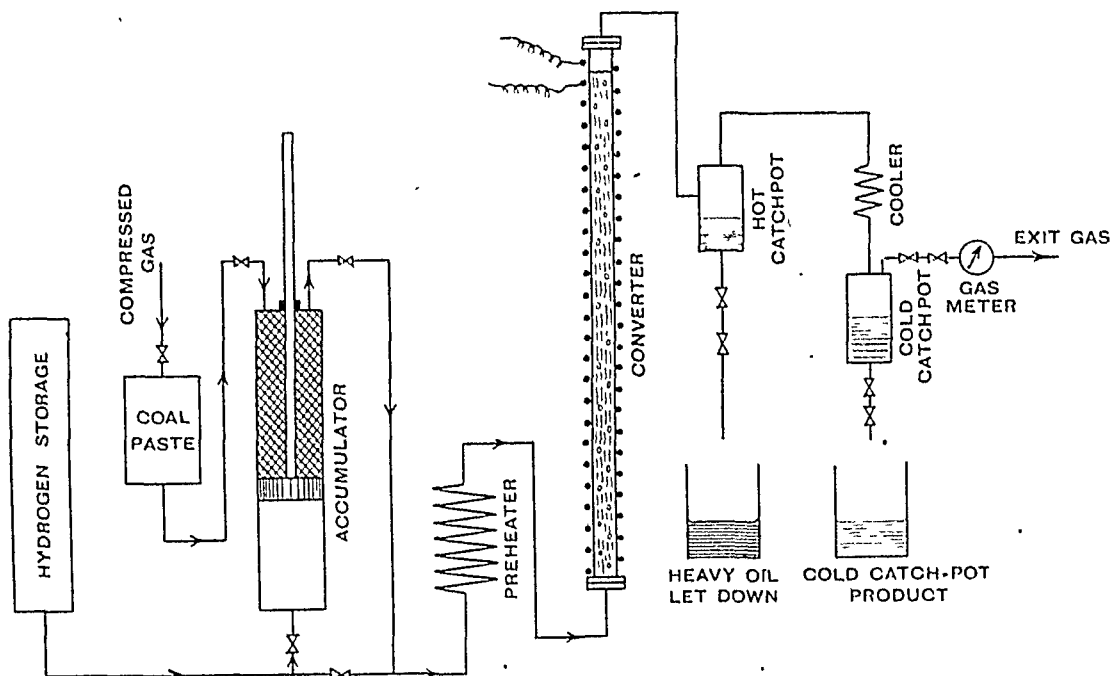 HYDROGEN STORAGE
COMPRESSED
GAS
COAL
PASTE
ACCUMULATOR
PREHEATER
CONVERTER
HOT
CATCHPOT
COOLER
COLD
CATCHPOT
EXIT GAS
GAS
METER
HEAVY OIL
LET DOWN
COLD CATCH-POT
PRODUCT